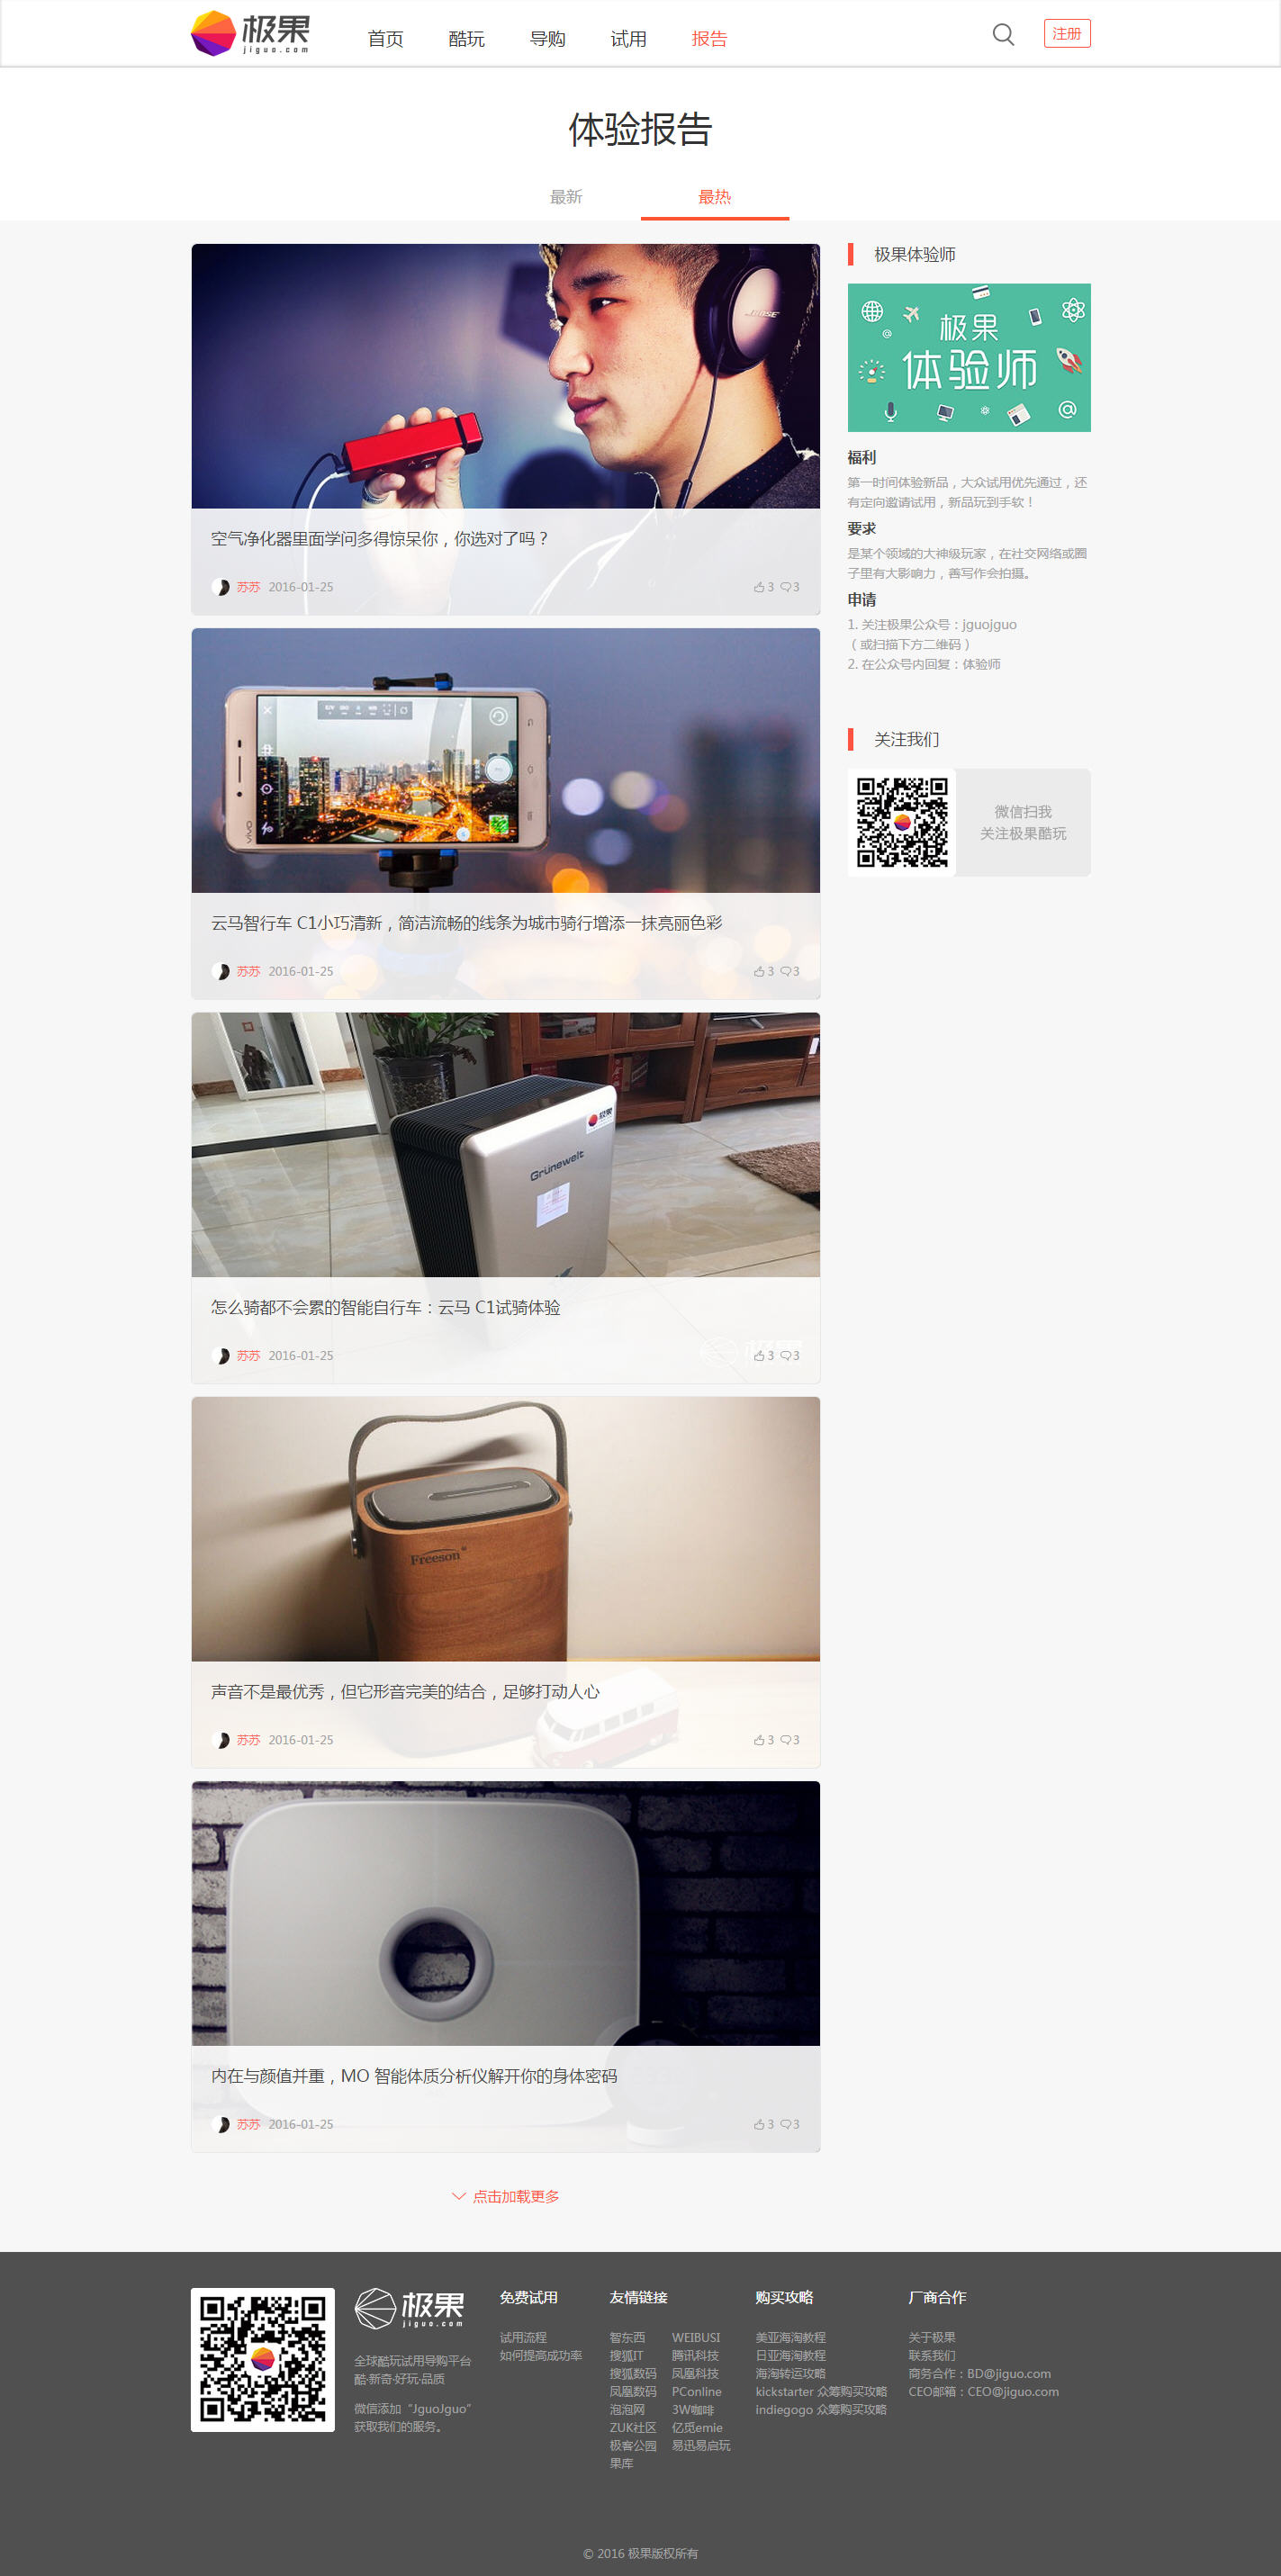 极果
jiguo.com
首页 酷玩 导购 试用 报告
注册
体验报告
最新 最热
BOSE
空气净化器里面学问多得惊呆你，你选对了吗？
苏苏 2016-01-25 3 3
vivo
云马智行车 C1小巧清新，简洁流畅的线条为城市骑行增添一抹亮丽色彩
苏苏 2016-01-25 3 3
极果
Grünewelt
怎么骑都不会累的智能自行车：云马 C1试骑体验
极果
苏苏 2016-01-25 3 3
Freeson
声音不是最优秀，但它形音完美的结合，足够打动人心
苏苏 2016-01-25 3 3
内在与颜值并重，MO 智能体质分析仪解开你的身体密码
苏苏 2016-01-25 3 3
点击加载更多
极果体验师
极果
体验师
福利
第一时间体验新品，大众试用优先通过，还
有定向邀请试用，新品玩到手软！
要求
是某个领域的大神级玩家，在社交网络或圈
子里有大影响力，善写作会拍摄。
申请
1. 关注极果公众号：jguojguo
（或扫描下方二维码）
2. 在公众号内回复：体验师
关注我们
微信扫我
关注极果酷玩
极果
jiguo.com
全球酷玩试用导购平台
酷·新奇·好玩·品质
微信添加“JguoJguo”
获取我们的服务。
免费试用
试用流程
如何提高成功率
友情链接
智东西 WEIBUSI
搜狐IT 腾讯科技
搜狐数码 凤凰科技
凤凰数码 PConline
泡泡网 3W咖啡
ZUK社区 亿觅emie
极客公园 易迅易启玩
果库
购买攻略
美亚海淘教程
日亚海淘教程
海淘转运攻略
kickstarter 众筹购买攻略
indiegogo 众筹购买攻略
厂商合作
关于极果
联系我们
商务合作：BD@jiguo.com
CEO邮箱：CEO@jiguo.com
© 2016 极果版权所有